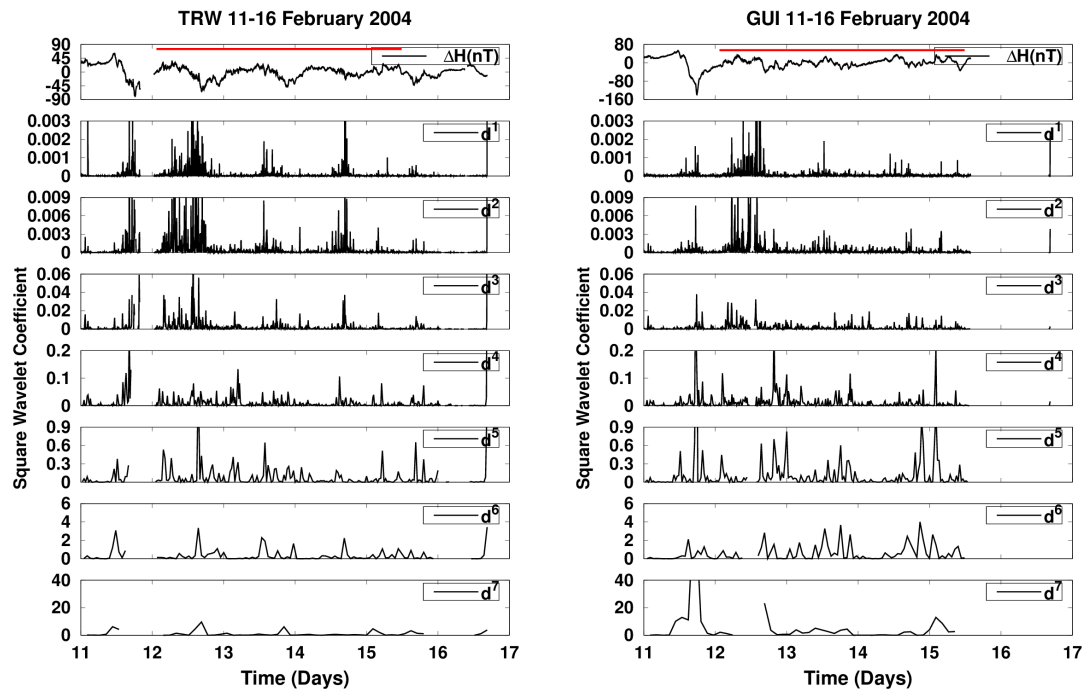 TRW 11-16 February 2004
90
45
0
-45
-90
ΔH(nT)
0.003
0.002
0.001
0
d1
0.009
0.006
0.003
0
d2
0.06
0.04
0.02
0
d3
0.2
0.1
0
d4
0.9
0.6
0.3
0
d5
6
4
2
0
d6
40
20
0
d7
11 12 13 14 15 16 17
Time (Days)
Square Wavelet Coefficient
GUI 11-16 February 2004
80
0
-80
-160
ΔH(nT)
0.003
0.002
0.001
0
d1
0.009
0.006
0.003
0
d2
0.06
0.04
0.02
0
d3
0.2
0.1
0
d4
0.9
0.6
0.3
0
d5
6
4
2
0
d6
40
20
0
d7
11 12 13 14 15 16 17
Time (Days)
Square Wavelet Coefficient